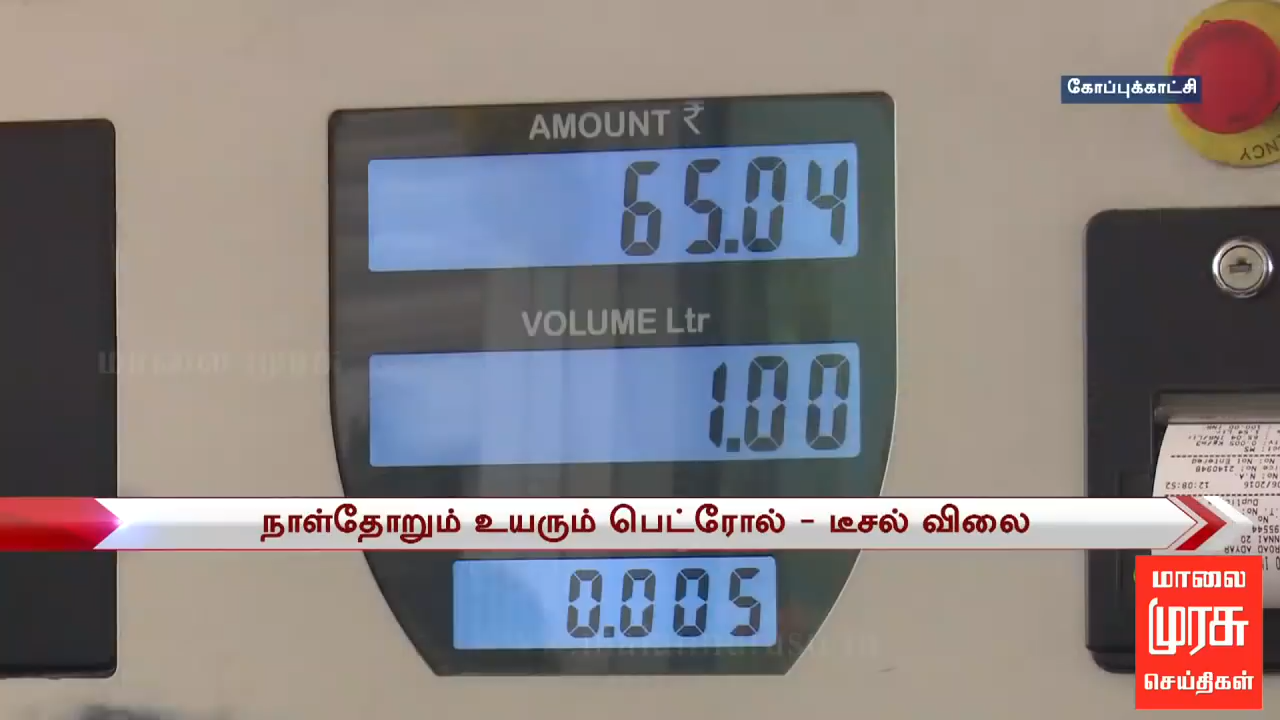 கோப்புக்காட்சி
AMOUNT ₹
65.04
VOLUME Ltr
1.00
நாள்தோறும் உயரும் பெட்ரோல் - டீசல் விலை
0.005
மாலை
முரசு
செய்திகள்